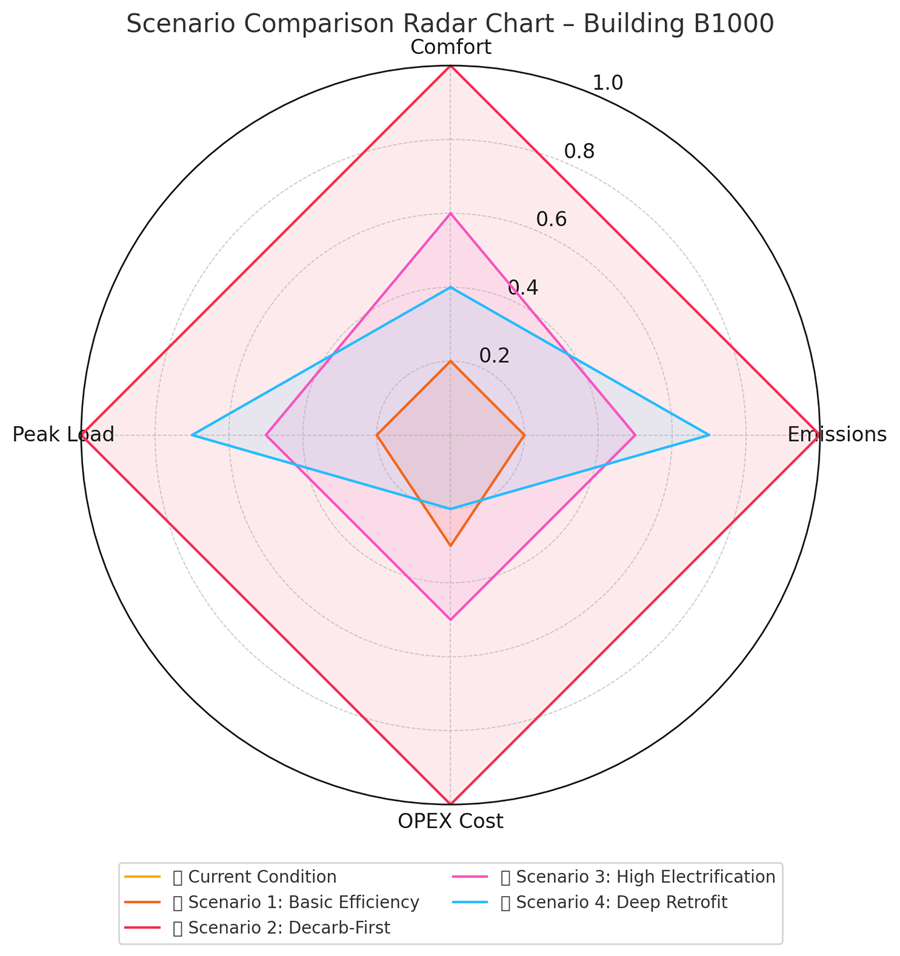 Scenario Comparison Radar Chart – Building B1000
Comfort
1.0
0.8
0.6
0.4
0.2
Peak Load
Emissions
OPEX Cost
Current Condition
Scenario 1: Basic Efficiency
Scenario 2: Decarb-First
Scenario 3: High Electrification
Scenario 4: Deep Retrofit